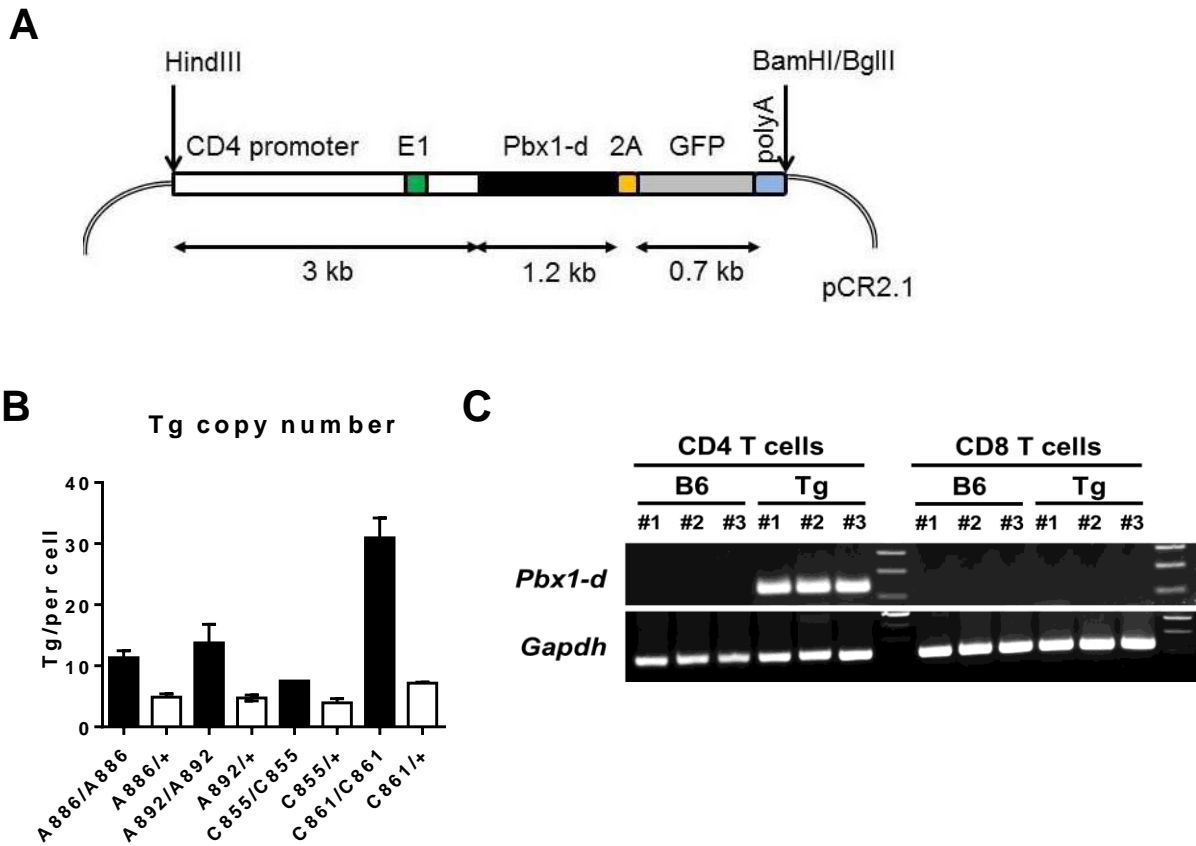 A
HindIII
BamHI/BglII
CD4 promoter E1 Pbx1-d 2A GFP polyA
3 kb 1.2 kb 0.7 kb
pCR2.1
B
Tg copy number
Tg/per cell
40
30
20
10
0
A886/A886
A886/+
A892/A892
A892/+
C855/C855
C855/+
C861/C861
C861/+
C
CD4 T cells CD8 T cells
B6 Tg B6 Tg
#1 #2 #3 #1 #2 #3 #1 #2 #3 #1 #2 #3
Pbx1-d
Gapdh